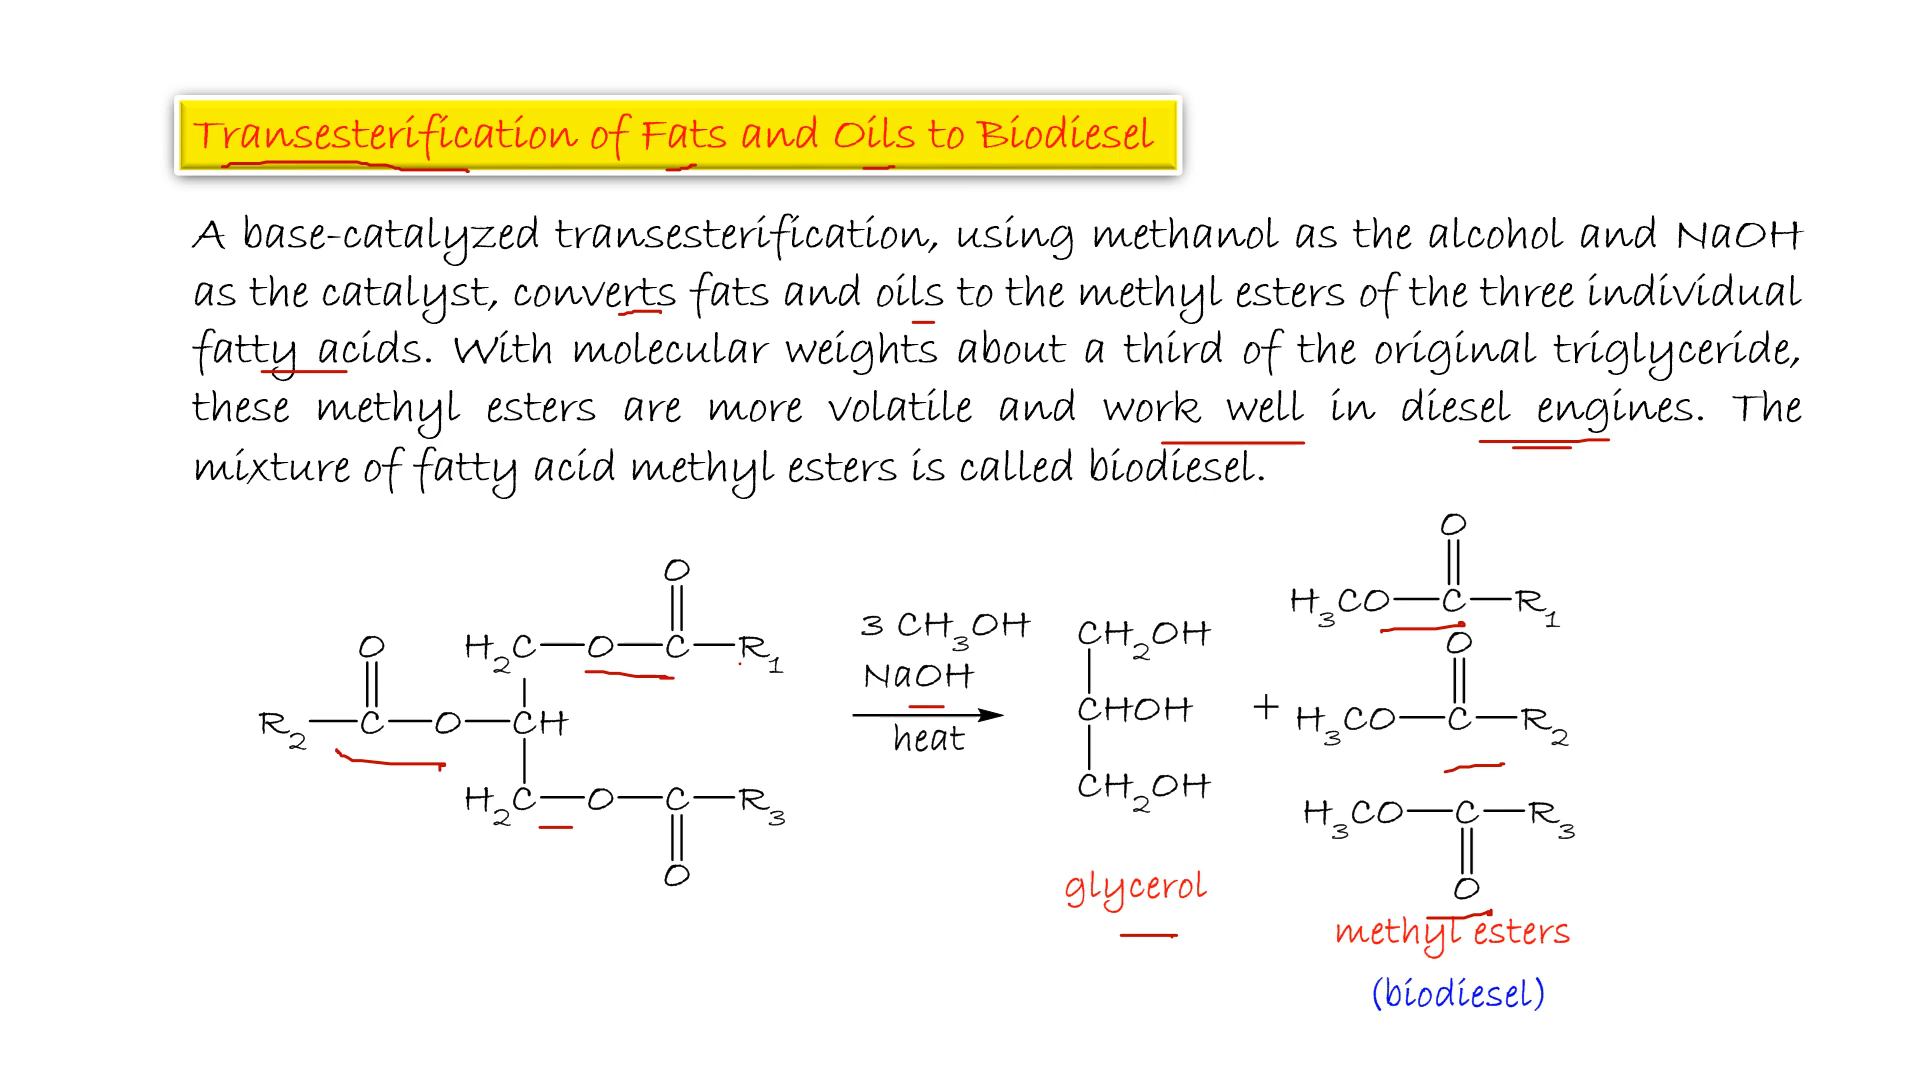 Transesterification of Fats and Oils to Biodiesel
A base-catalyzed transesterification, using methanol as the alcohol and NaOH
as the catalyst, converts fats and oils to the methyl esters of the three individual
fatty acids. With molecular weights about a third of the original triglyceride,
these methyl esters are more volatile and work well in diesel engines. The
mixture of fatty acid methyl esters is called biodiesel.
O
H2C—O—C—R1
O
R2—C—O—CH
H2C—O—C—R3
O
3 CH3OH
NaOH
heat
CH2OH
CHOH
CH2OH
glycerol
+
O
H3CO—C—R1
O
H3CO—C—R2
H3CO—C—R3
O
methyl esters
(biodiesel)